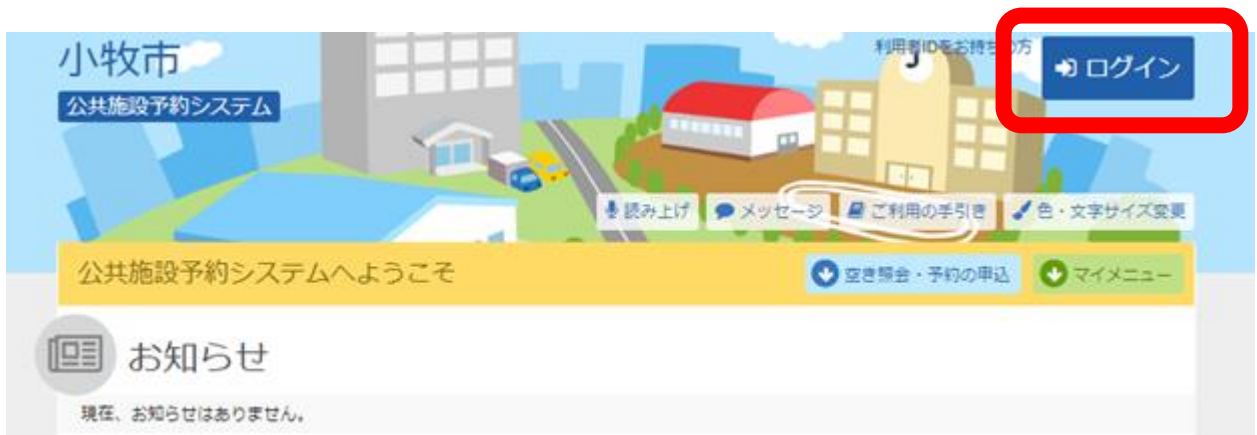 小牧市
公共施設予約システム
利用者IDをお持ちの方
ログイン
読み上げ メッセージ ご利用の手引き 色・文字サイズ変更
公共施設予約システムへようこそ 空き照会・予約の申込 マイメニュー
お知らせ
現在、お知らせはありません。